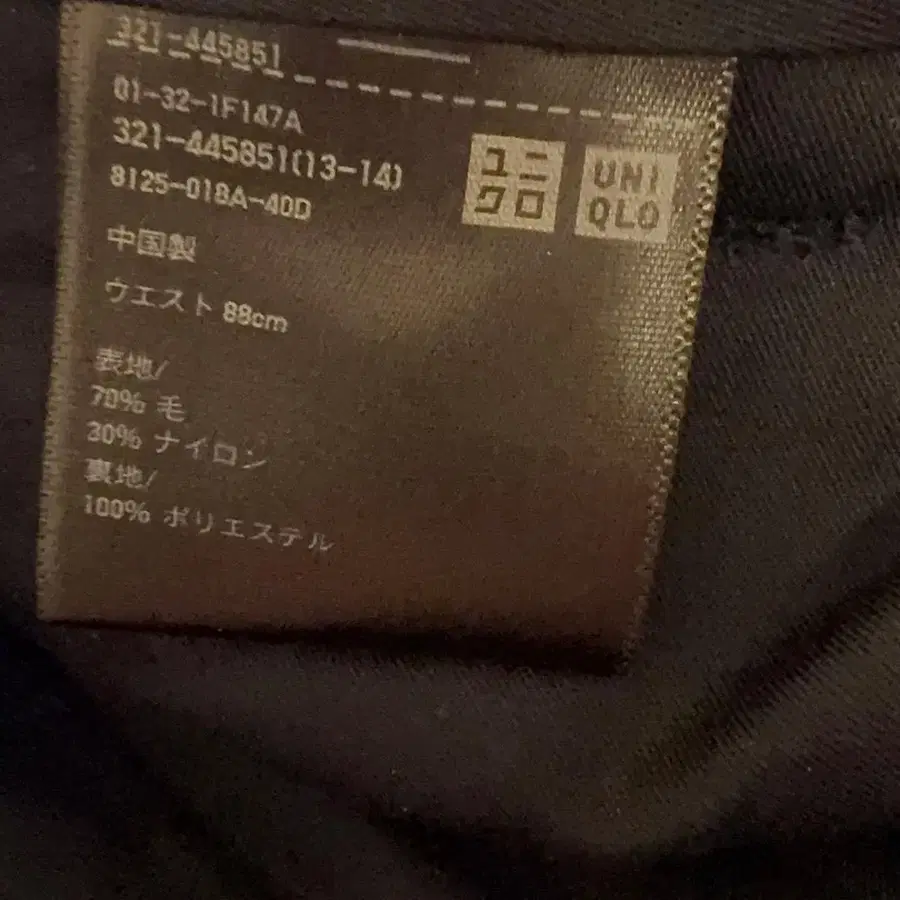 321-445851
01-32-1F147A
321-445851(13-14)
8125-018A-40D
ユニ
クロ
UNI
QLO
中国製
ウエスト 88cm
表地/
70% 毛
30% ナイロン
裏地/
100% ポリエステル